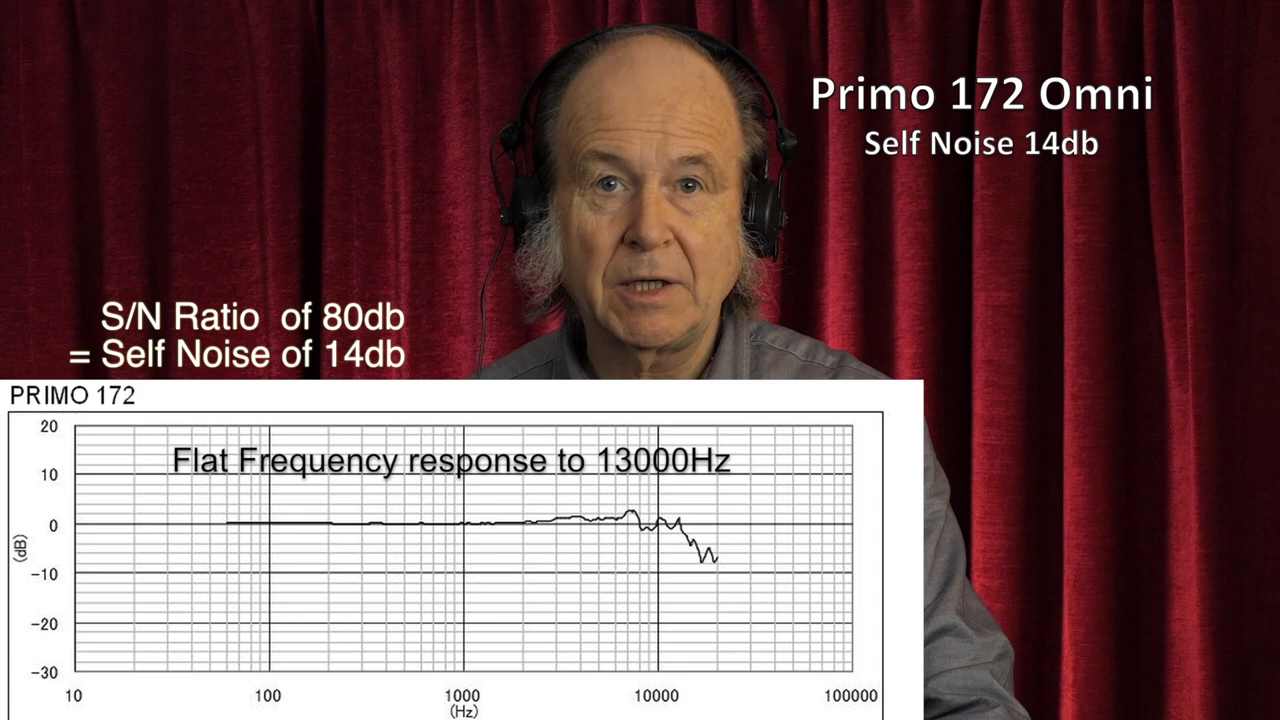 Primo 172 Omni
Self Noise 14db
S/N Ratio of 80db
= Self Noise of 14db
PRIMO 172
Flat Frequency response to 13000Hz
20
10
0
−10
−20
−30
(dB)
10 100 1000 10000 100000
(Hz)